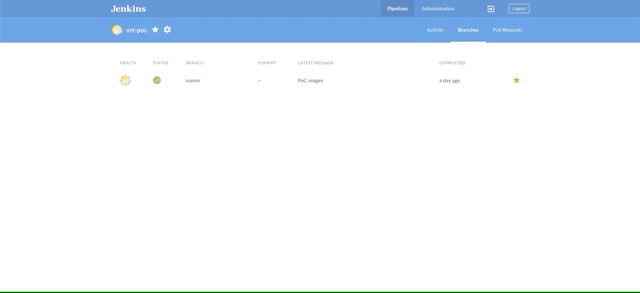 Jenkins
Pipelines
Administration
Logout
vrt-poc
Activity
Branches
Pull Requests
HEALTH
STATUS
BRANCH
COMMIT
LATEST MESSAGE
COMPLETED
master
–
PoC images
a day ago